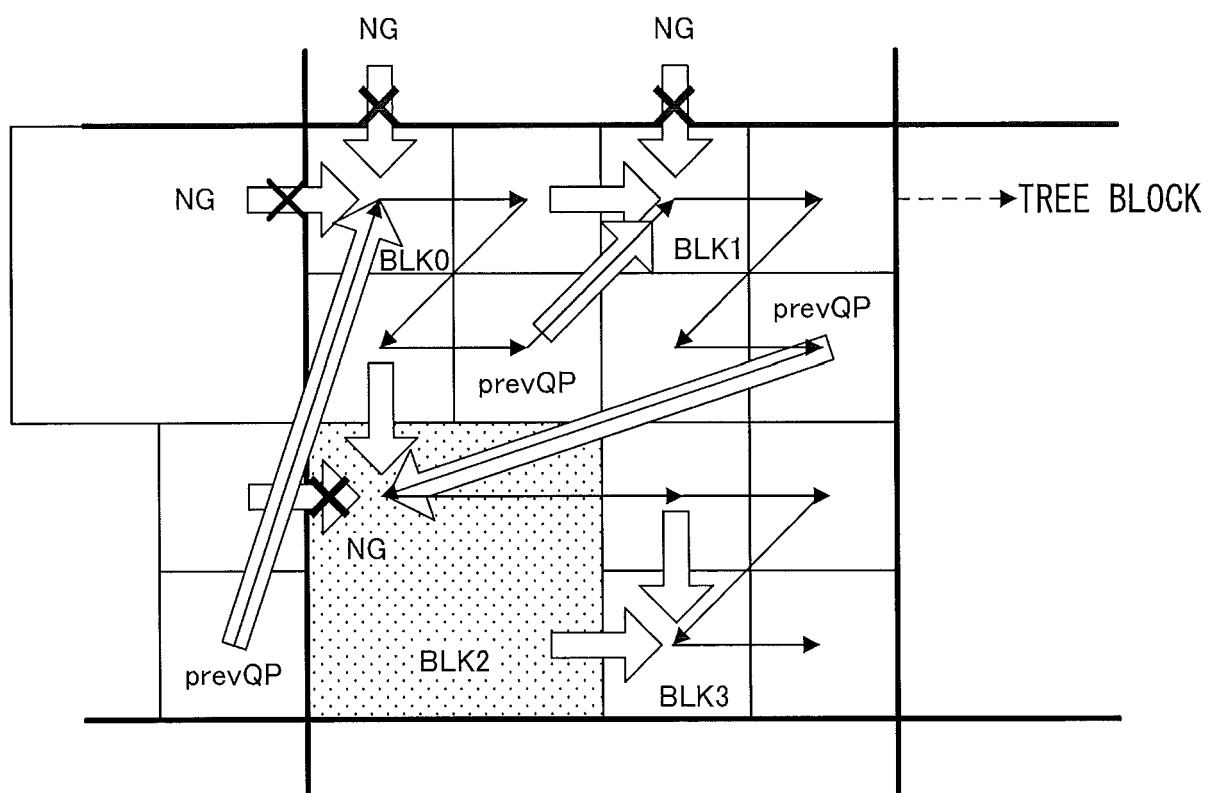 NG
NG
NG
TREE BLOCK
BLK0
BLK1
prevQP
prevQP
NG
BLK2
prevQP
BLK3